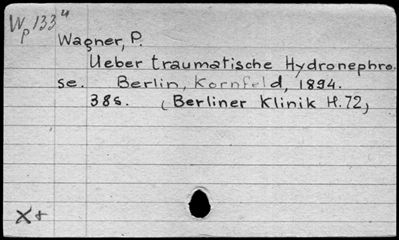 Wp 133"
Wagner, P.
Ueber traumatische Hydronephro
se. Berlin, Kornfeld, 1894.
38s. (Berliner Klinik H.72)
X+